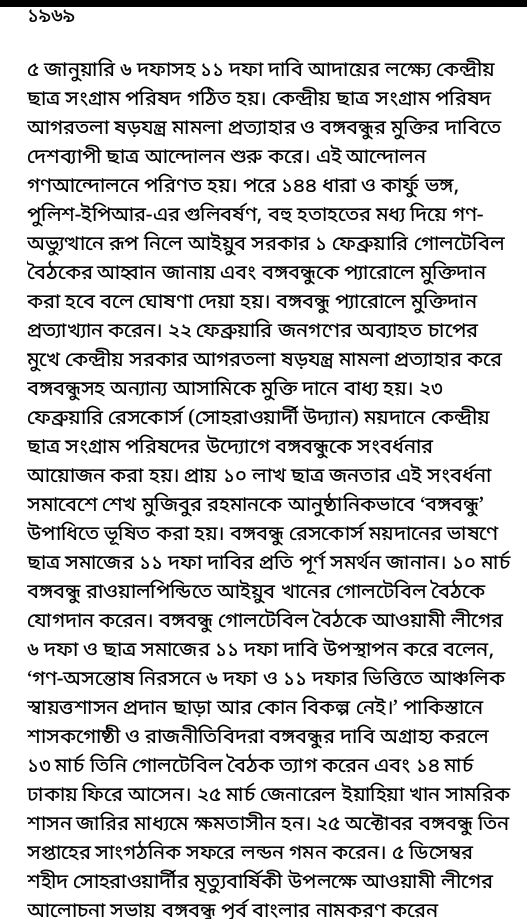 ১৯৬৯
৫ জানুয়ারি ৬ দফাসহ ১১ দফা দাবি আদায়ের লক্ষ্যে কেন্দ্রীয়
ছাত্র সংগ্রাম পরিষদ গঠিত হয়। কেন্দ্রীয় ছাত্র সংগ্রাম পরিষদ
আগরতলা ষড়যন্ত্র মামলা প্রত্যাহার ও বঙ্গবন্ধুর মুক্তির দাবিতে
দেশব্যাপী ছাত্র আন্দোলন শুরু করে। এই আন্দোলন
গণআন্দোলনে পরিণত হয়। পরে ১৪৪ ধারা ও কার্ফু ভঙ্গ,
পুলিশ-ইপিআর-এর গুলিবর্ষণ, বহু হতাহতের মধ্য দিয়ে গণ-
অভ্যুত্থানে রূপ নিলে আইয়ুব সরকার ১ ফেব্রুয়ারি গোলটেবিল
বৈঠকের আহ্বান জানায় এবং বঙ্গবন্ধুকে প্যারোলে মুক্তিদান
করা হবে বলে ঘোষণা দেয়া হয়। বঙ্গবন্ধু প্যারোলে মুক্তিদান
প্রত্যাখ্যান করেন। ২২ ফেব্রুয়ারি জনগণের অব্যাহত চাপের
মুখে কেন্দ্রীয় সরকার আগরতলা ষড়যন্ত্র মামলা প্রত্যাহার করে
বঙ্গবন্ধুসহ অন্যান্য আসামিকে মুক্তি দানে বাধ্য হয়। ২৩
ফেব্রুয়ারি রেসকোর্স (সোহরাওয়ার্দী উদ্যান) ময়দানে কেন্দ্রীয়
ছাত্র সংগ্রাম পরিষদের উদ্যোগে বঙ্গবন্ধুকে সংবর্ধনার
আয়োজন করা হয়। প্রায় ১০ লাখ ছাত্র জনতার এই সংবর্ধনা
সমাবেশে শেখ মুজিবুর রহমানকে আনুষ্ঠানিকভাবে ‘বঙ্গবন্ধু’
উপাধিতে ভূষিত করা হয়। বঙ্গবন্ধু রেসকোর্স ময়দানের ভাষণে
ছাত্র সমাজের ১১ দফা দাবির প্রতি পূর্ণ সমর্থন জানান। ১০ মার্চ
বঙ্গবন্ধু রাওয়ালপিন্ডিতে আইয়ুব খানের গোলটেবিল বৈঠকে
যোগদান করেন। বঙ্গবন্ধু গোলটেবিল বৈঠকে আওয়ামী লীগের
৬ দফা ও ছাত্র সমাজের ১১ দফা দাবি উপস্থাপন করে বলেন,
‘গণ-অসন্তোষ নিরসনে ৬ দফা ও ১১ দফার ভিত্তিতে আঞ্চলিক
স্বায়ত্তশাসন প্রদান ছাড়া আর কোন বিকল্প নেই।’ পাকিস্তানে
শাসকগোষ্ঠী ও রাজনীতিবিদরা বঙ্গবন্ধুর দাবি অগ্রাহ্য করলে
১৩ মার্চ তিনি গোলটেবিল বৈঠক ত্যাগ করেন এবং ১৪ মার্চ
ঢাকায় ফিরে আসেন। ২৫ মার্চ জেনারেল ইয়াহিয়া খান সামরিক
শাসন জারির মাধ্যমে ক্ষমতাসীন হন। ২৫ অক্টোবর বঙ্গবন্ধু তিন
সপ্তাহের সাংগঠনিক সফরে লন্ডন গমন করেন। ৫ ডিসেম্বর
শহীদ সোহরাওয়ার্দীর মৃত্যুবার্ষিকী উপলক্ষে আওয়ামী লীগের
আলোচনা সভায় বঙ্গবন্ধু পূর্ব বাংলার নামকরণ করেন